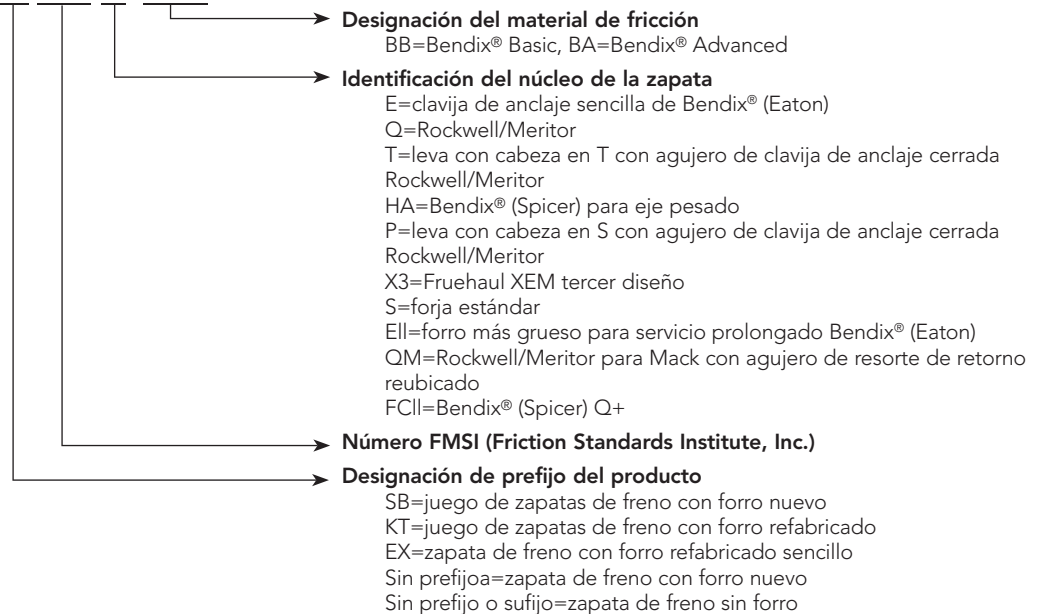 Designación del material de fricción
BB=Bendix® Basic, BA=Bendix® Advanced
Identificación del núcleo de la zapata
E=clavija de anclaje sencilla de Bendix® (Eaton)
Q=Rockwell/Meritor
T=leva con cabeza en T con agujero de clavija de anclaje cerrada
Rockwell/Meritor
HA=Bendix® (Spicer) para eje pesado
P=leva con cabeza en S con agujero de clavija de anclaje cerrada
Rockwell/Meritor
X3=Fruehaul XEM tercer diseño
S=forja estándar
Ell=forro más grueso para servicio prolongado Bendix® (Eaton)
QM=Rockwell/Meritor para Mack con agujero de resorte de retorno
reubicado
FCll=Bendix® (Spicer) Q+
Número FMSI (Friction Standards Institute, Inc.)
Designación de prefijo del producto
SB=juego de zapatas de freno con forro nuevo
KT=juego de zapatas de freno con forro refabricado
EX=zapata de freno con forro refabricado sencillo
Sin prefijoa=zapata de freno con forro nuevo
Sin prefijo o sufijo=zapata de freno sin forro